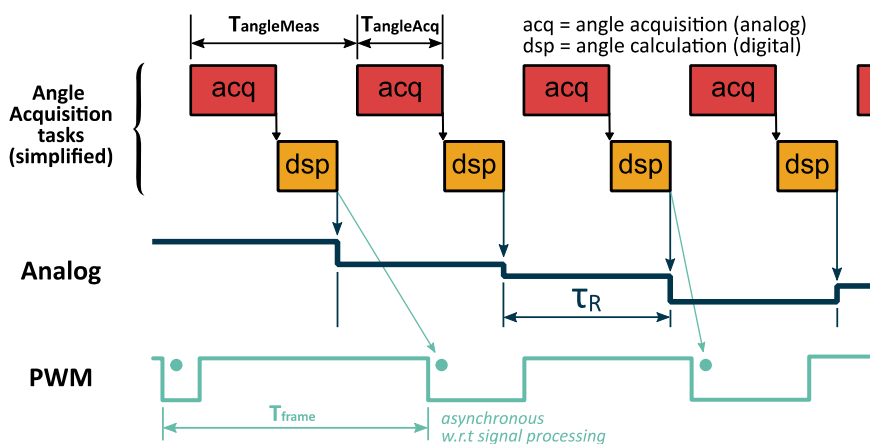 TangleMeas
TangleAcq
acq = angle acquisition (analog)
dsp = angle calculation (digital)
Angle
Acquisition
tasks
(simplified)
acq
acq
acq
acq
dsp
dsp
dsp
dsp
Analog
τR
PWM
Tframe
asynchronous
w.r.t signal processing